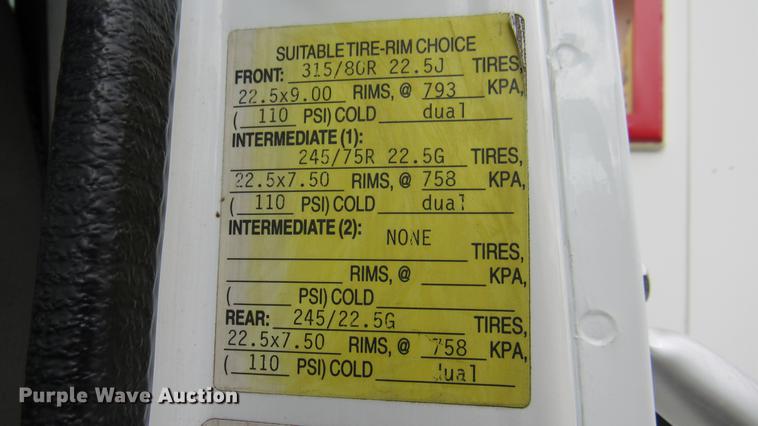 SUITABLE TIRE-RIM CHOICE
FRONT: 315/80R 22.5J TIRES,
22.5x9.00 RIMS, @ 793 KPA,
( 110 PSI) COLD dual
INTERMEDIATE (1):
245/75R 22.5G TIRES,
22.5x7.50 RIMS, @ 758 KPA,
( 110 PSI) COLD dual
INTERMEDIATE (2): NONE
TIRES,
RIMS, @ KPA,
( PSI) COLD
REAR: 245/22.5G TIRES,
22.5x7.50 RIMS, @ 758 KPA,
( 110 PSI) COLD dual
Purple Wave Auction